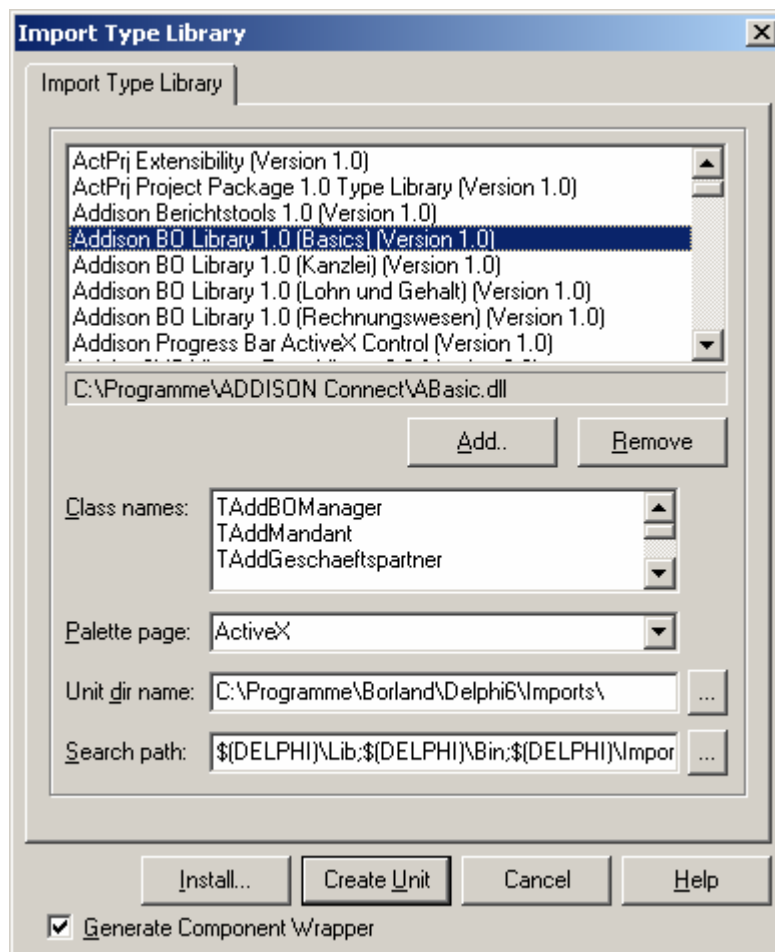 Import Type Library
Import Type Library
ActPrj Extensibility (Version 1.0)
ActPrj Project Package 1.0 Type Library (Version 1.0)
Addison Berichtstools 1.0 (Version 1.0)
Addison BO Library 1.0 (Basics) (Version 1.0)
Addison BO Library 1.0 (Kanzlei) (Version 1.0)
Addison BO Library 1.0 (Lohn und Gehalt) (Version 1.0)
Addison BO Library 1.0 (Rechnungswesen) (Version 1.0)
Addison Progress Bar ActiveX Control (Version 1.0)
C:\Programme\ADDISON Connect\ABasic.dll
Add.. Remove
Class names: TAddBOManager
TAddMandant
TAddGeschaeftspartner
Palette page: ActiveX
Unit dir name: C:\Programme\Borland\Delphi6\Imports\ ...
Search path: $(DELPHI)\Lib;$(DELPHI)\Bin;$(DELPHI)\Impor ...
Install... Create Unit Cancel Help
Generate Component Wrapper